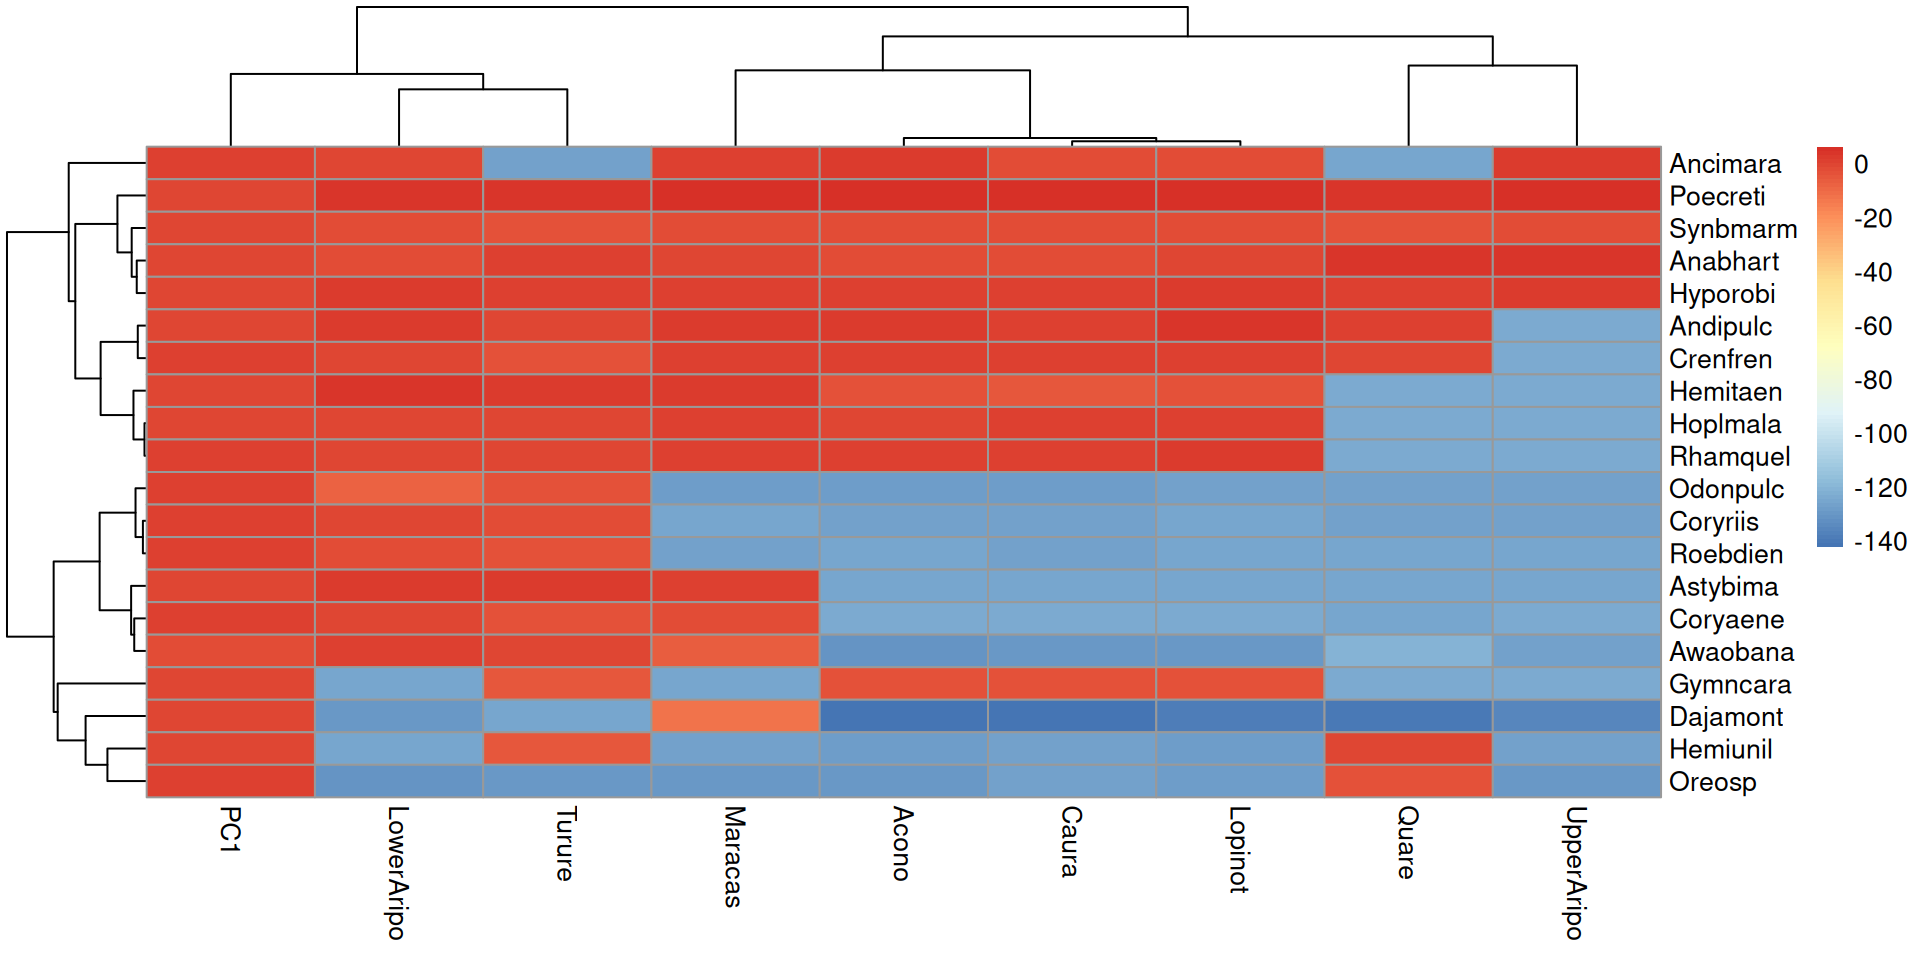 Ancimara
Poecreti
Synbmarm
Anabhart
Hyporobi
Andipulc
Crenfren
Hemitaen
Hoplmala
Rhamquel
Odonpulc
Coryriis
Roebdien
Astybima
Coryaene
Awaobana
Gymncara
Dajamont
Hemiunil
Oreosp
0
-20
-40
-60
-80
-100
-120
-140
PC1
LowerAripo
Turure
Maracas
Acono
Caura
Lopinot
Quare
UpperAripo